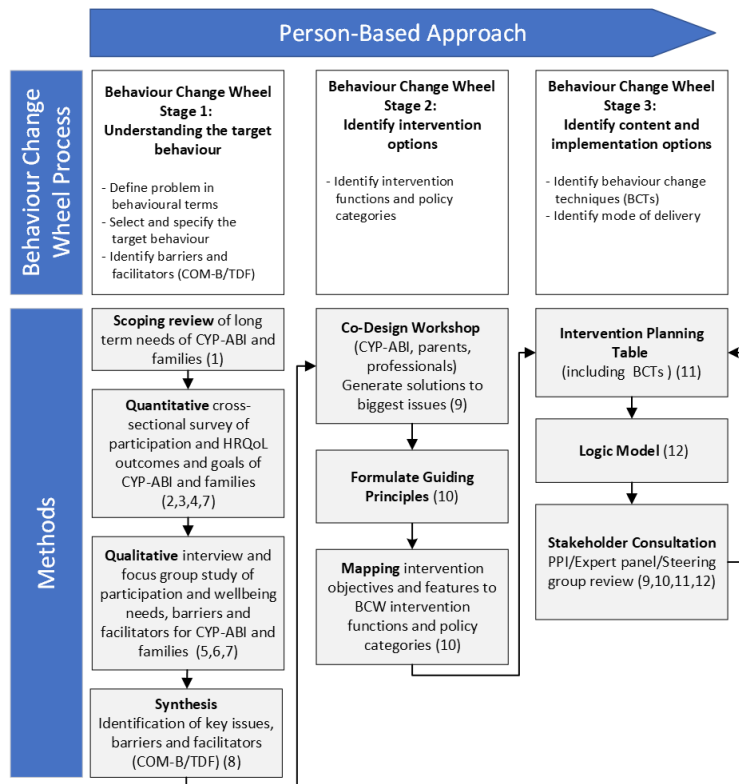 Person-Based Approach
Behaviour Change
Wheel Process
Behaviour Change Wheel
Stage 1:
Understanding the target
behaviour
- Define problem in
behavioural terms
- Select and specify the
target behaviour
- Identify barriers and
facilitators (COM-B/TDF)
Behaviour Change Wheel
Stage 2:
Identify intervention
options
- Identify intervention
functions and policy
categories
Behaviour Change Wheel
Stage 3:
Identify content and
implementation options
- Identify behaviour change
techniques (BCTs)
- Identify mode of delivery
Methods
Scoping review of long
term needs of CYP-ABI and
families (1)
Quantitative cross-
sectional survey of
participation and HRQoL
outcomes and goals of
CYP-ABI and families
(2,3,4,7)
Qualitative interview and
focus group study of
participation and wellbeing
needs, barriers and
facilitators for CYP-ABI and
families (5,6,7)
Synthesis
Identification of key issues,
barriers and facilitators
(COM-B/TDF) (8)
Co-Design Workshop
(CYP-ABI, parents,
professionals)
Generate solutions to
biggest issues (9)
Formulate Guiding
Principles (10)
Mapping intervention
objectives and features to
BCW intervention
functions and policy
categories (10)
Intervention Planning
Table
(including BCTs ) (11)
Logic Model (12)
Stakeholder Consultation
PPI/Expert panel/Steering
group review (9,10,11,12)